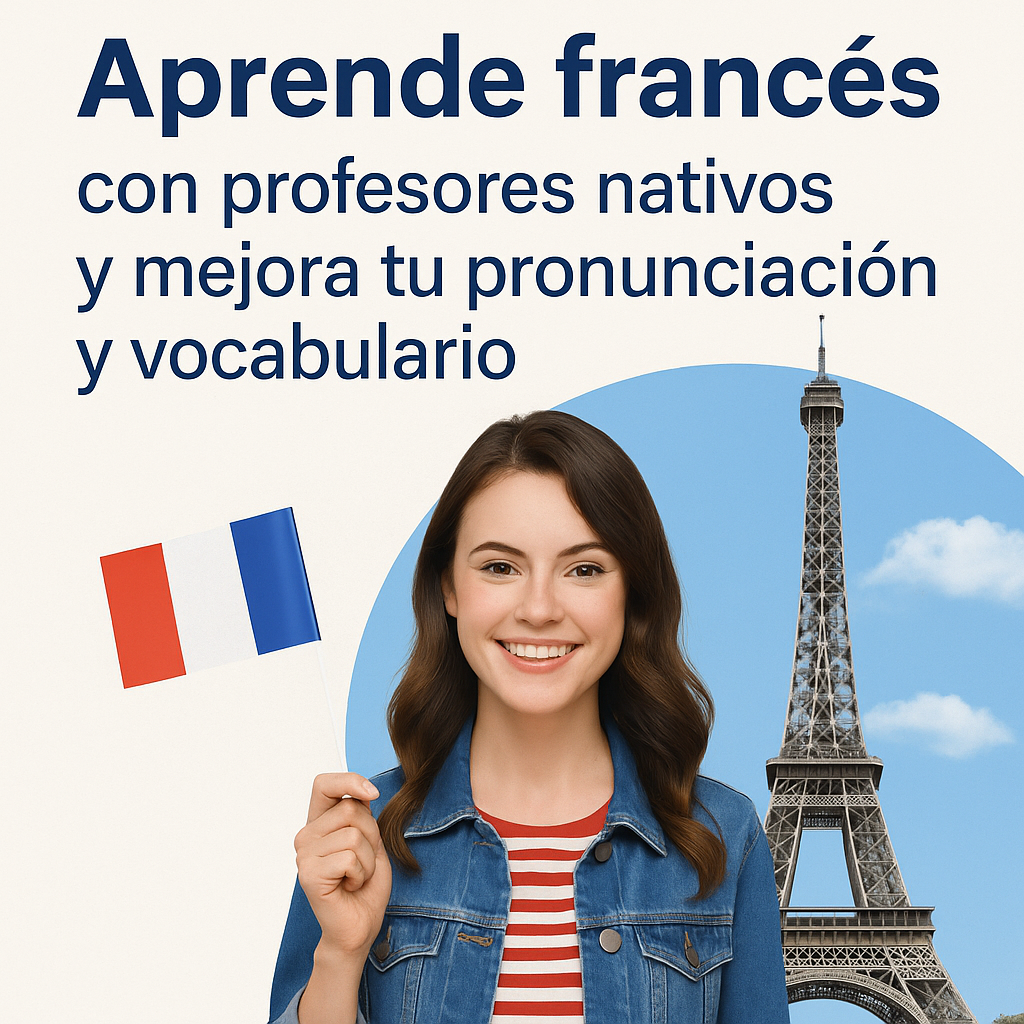 Aprende francés
con profesores nativos
y mejora tu pronunciación
y vocabulario